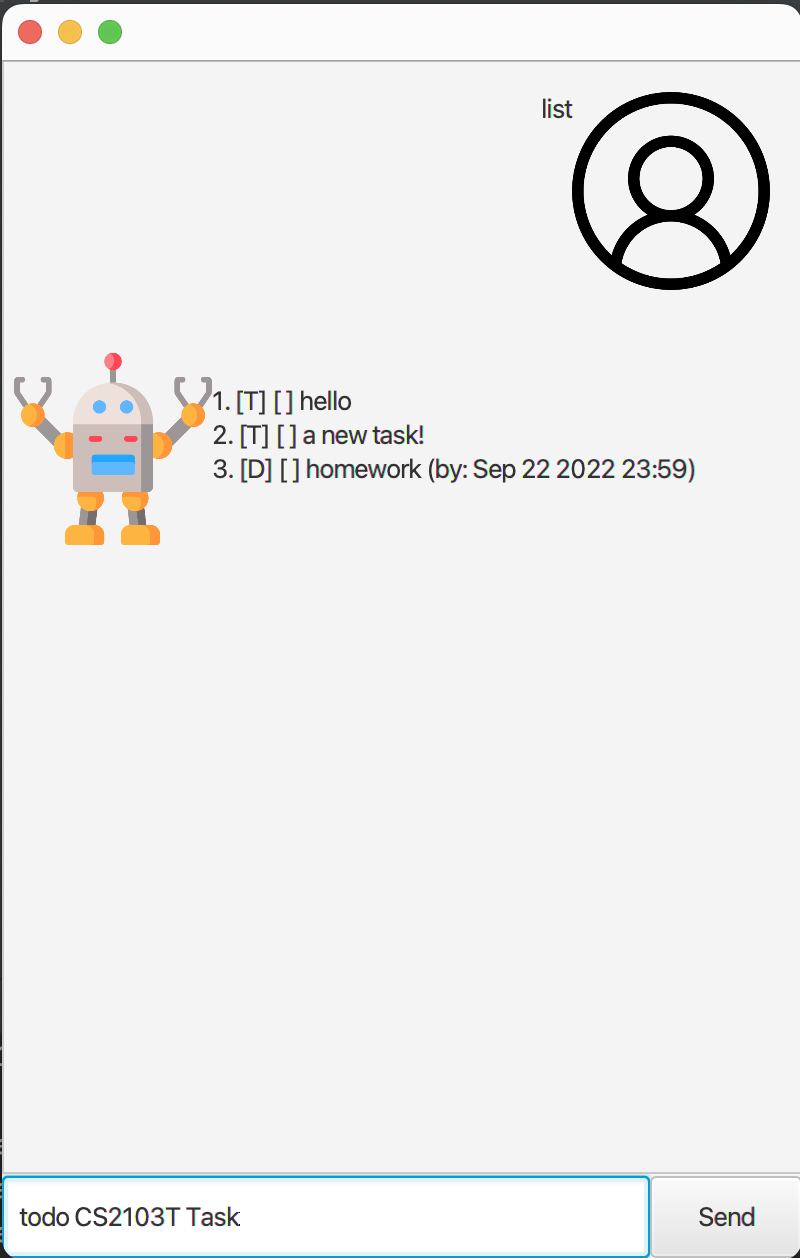 list
1. [T] [ ] hello
2. [T] [ ] a new task!
3. [D] [ ] homework (by: Sep 22 2022 23:59)
todo CS2103T Task
Send